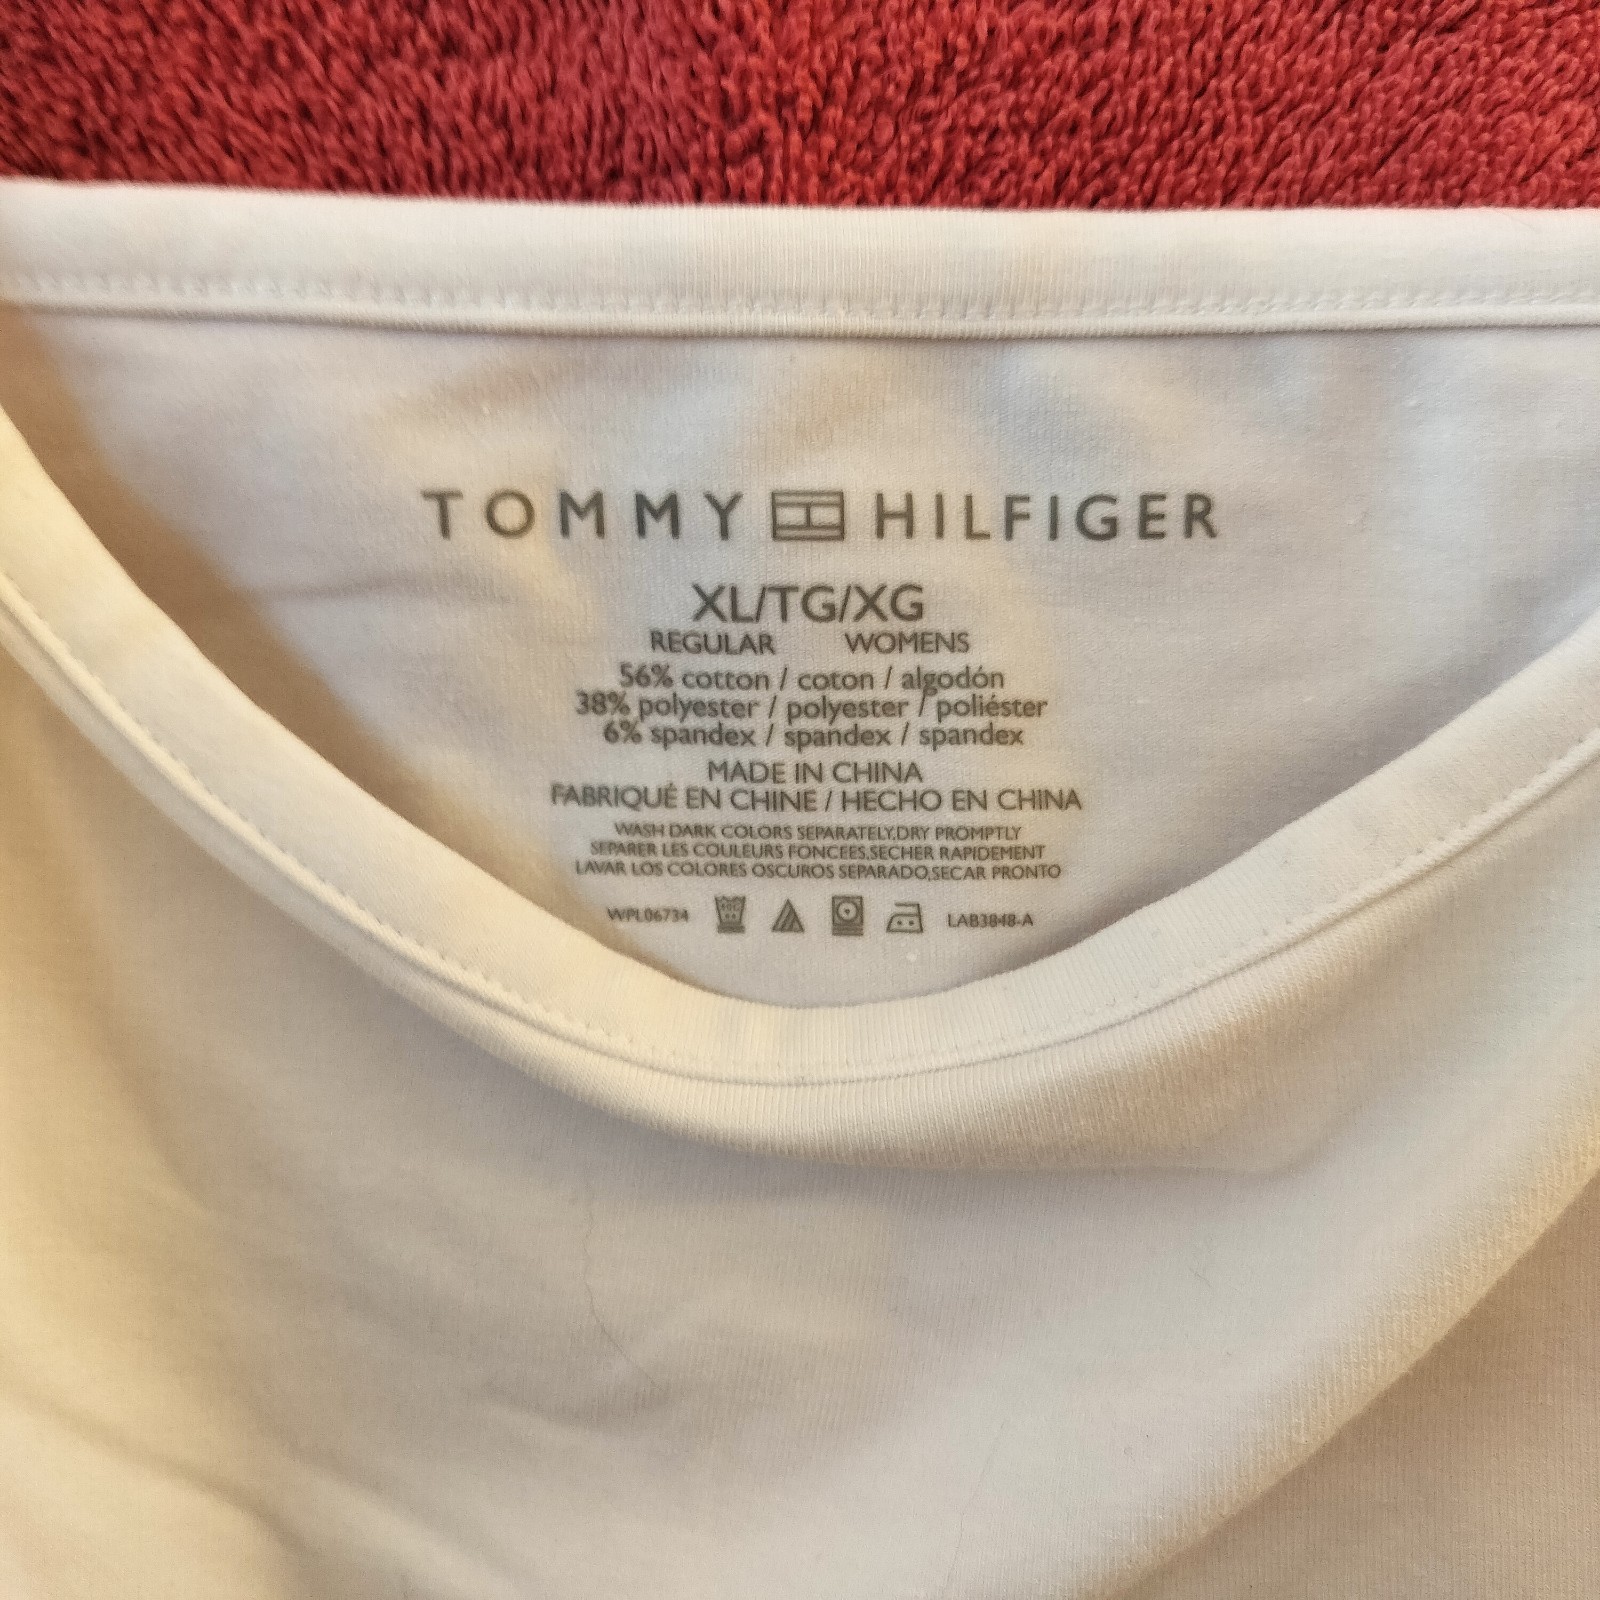 TOMMY HILFIGER
XL/TG/XG
REGULAR WOMENS
56% cotton / coton / algodón
38% polyester / polyester / poliéster
6% spandex / spandex / spandex
MADE IN CHINA
FABRIQUÉ EN CHINE / HECHO EN CHINA
WASH DARK COLORS SEPARATELY,DRY PROMPTLY
SEPARER LES COULEURS FONCEES,SECHER RAPIDEMENT
LAVAR LOS COLORES OSCUROS SEPARADO,SECAR PRONTO
WPL06734 LAB3848-A